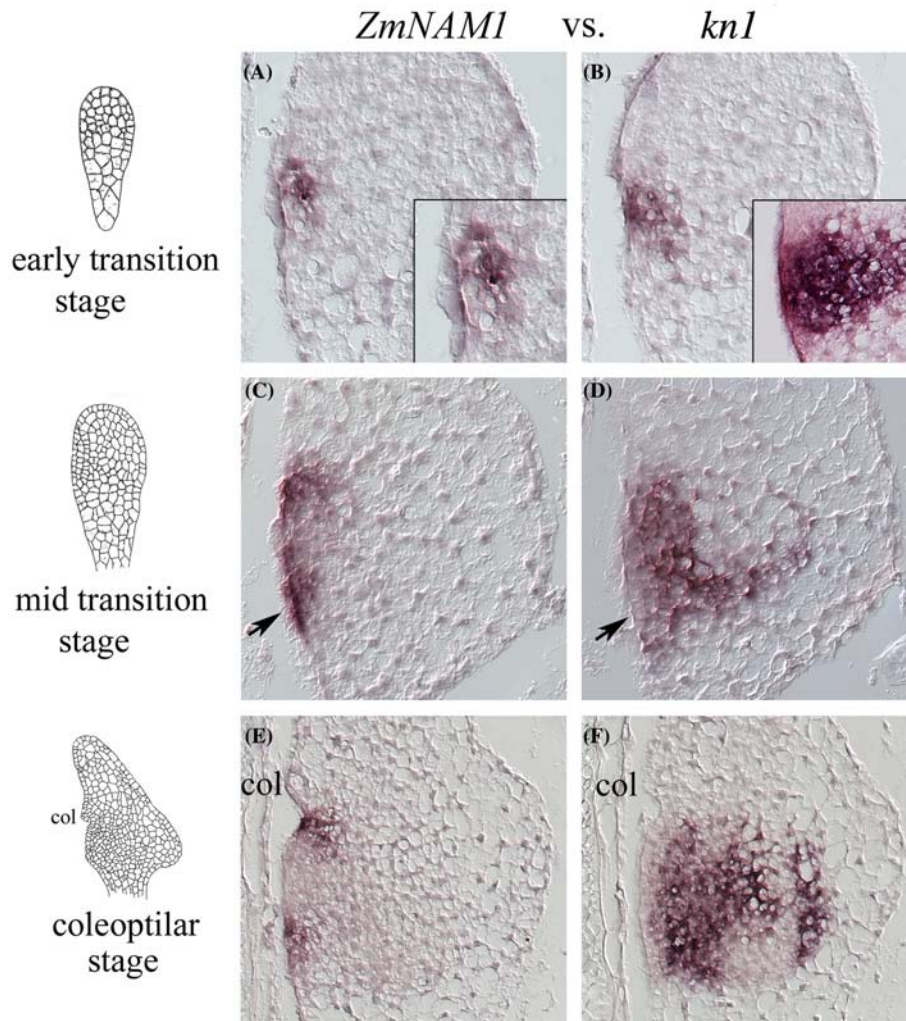 ZmNAM1 vs. kn1
(A)
(B)
early transition
stage
(C)
(D)
mid transition
stage
(E)
(F)
col
col
col
coleoptilar
stage